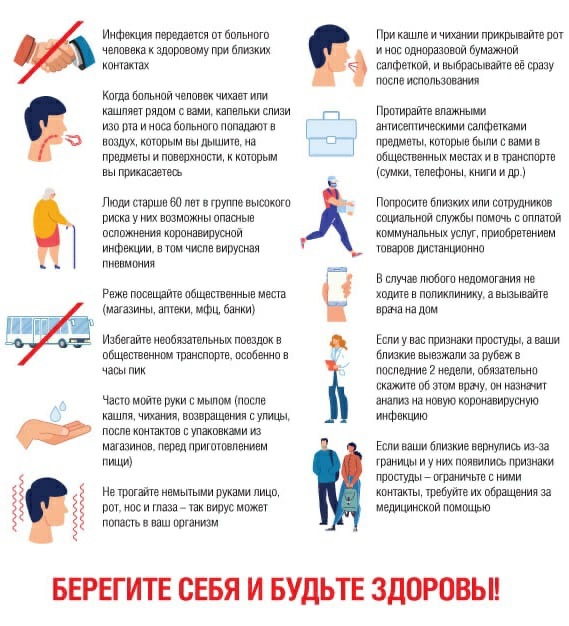 Инфекция передается от больного
человека к здоровому при близких
контактах
Когда больной человек чихает или
кашляет рядом с вами, капельки слизи
изо рта и носа больного попадают в
воздух, которым вы дышите, на
предметы и поверхности, к которым
вы прикасаетесь
Люди старше 60 лет в группе высокого
риска у них возможны опасные
осложнения коронавирусной
инфекции, в том числе вирусная
пневмония
Реже посещайте общественные места
(магазины, аптеки, мфц, банки)
Избегайте необязательных поездок в
общественном транспорте, особенно в
часы пик
Часто мойте руки с мылом (после
кашля, чихания, возвращения с улицы,
после контактов с упаковками из
магазинов, перед приготовлением
пищи)
Не трогайте немытыми руками лицо,
рот, нос и глаза – так вирус может
попасть в ваш организм
При кашле и чихании прикрывайте рот
и нос одноразовой бумажной
салфеткой, и выбрасывайте её сразу
после использования
Протирайте влажными
антисептическими салфетками
предметы, которые были с вами в
общественных местах и в транспорте
(сумки, телефоны, книги и др.)
Попросите близких или сотрудников
социальной службы помочь с оплатой
коммунальных услуг, приобретением
товаров дистанционно
В случае любого недомогания не
ходите в поликлинику, а вызывайте
врача на дом
Если у вас признаки простуды, а ваши
близкие выезжали за рубеж в
последние 2 недели, обязательно
скажите об этом врачу, он назначит
анализ на новую коронавирусную
инфекцию
Если ваши близкие вернулись из-за
границы и у них появились признаки
простуды – ограничьте с ними
контакты, требуйте их обращения за
медицинской помощью
БЕРЕГИТЕ СЕБЯ И БУДЬТЕ ЗДОРОВЫ!